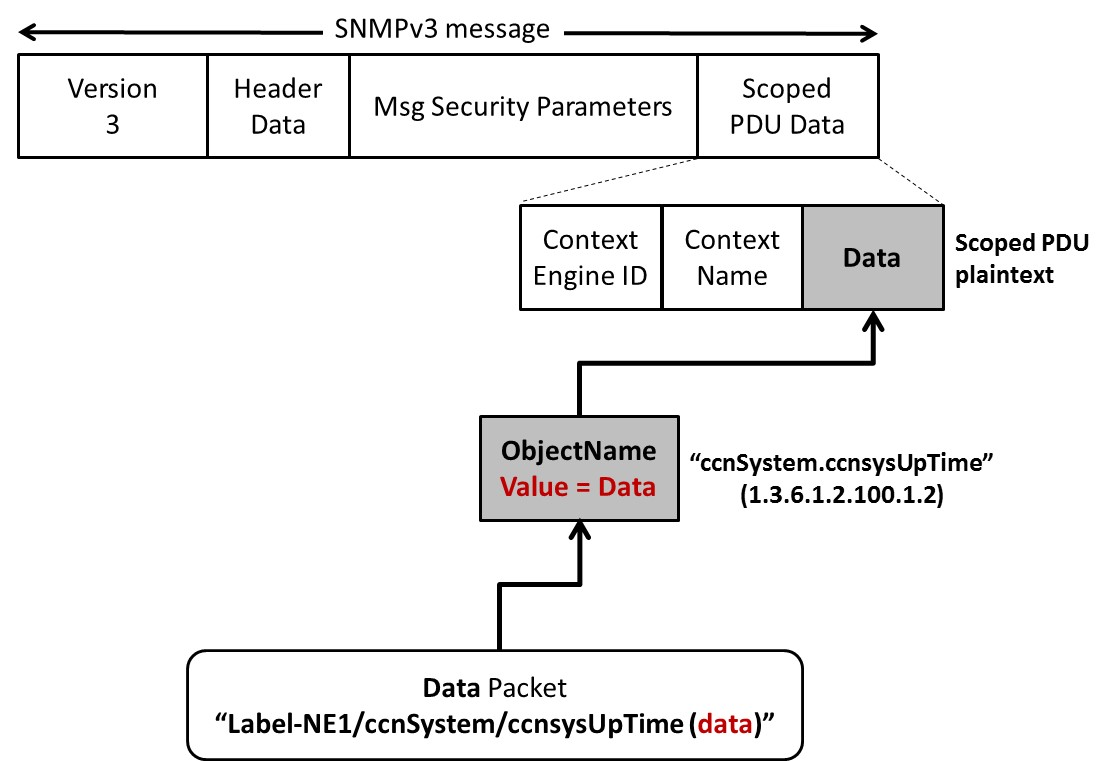 SNMPv3 message
Version
3
Header
Data
Msg Security Parameters
Scoped
PDU Data
Context
Engine ID
Context
Name
Data
Scoped PDU
plaintext
ObjectName
Value = Data
“ccnSystem.ccnsysUpTime”
(1.3.6.1.2.100.1.2)
Data Packet
“Label-NE1/ccnSystem/ccnsysUpTime (data)”